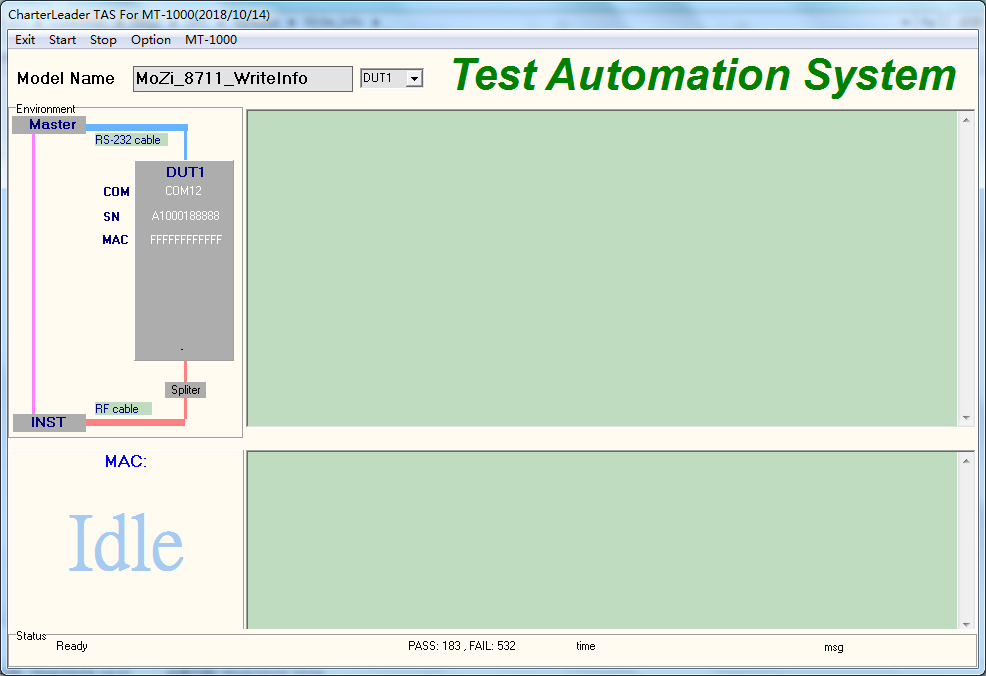 CharterLeader TAS For MT-1000(2018/10/14)
Exit Start Stop Option MT-1000
Model Name MoZi_8711_WriteInfo DUT1 Test Automation System
Environment
Master
RS-232 cable
DUT1
COM COM12
SN A1000188888
MAC FFFFFFFFFFFF
-
Spliter
RF cable
INST
MAC:
Idle
Status
Ready PASS: 183 , FAIL: 532 time msg